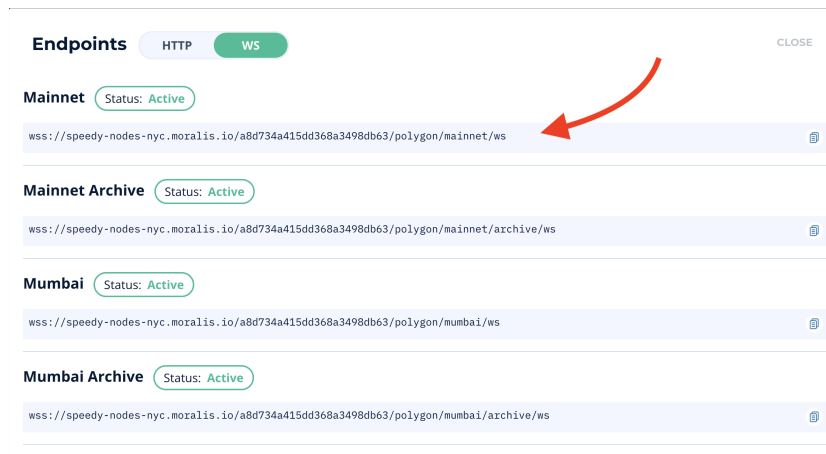 Endpoints HTTP WS CLOSE
Mainnet Status: Active
wss://speedy-nodes-nyc.moralis.io/a8d734a415dd368a3498db63/polygon/mainnet/ws
Mainnet Archive Status: Active
wss://speedy-nodes-nyc.moralis.io/a8d734a415dd368a3498db63/polygon/mainnet/archive/ws
Mumbai Status: Active
wss://speedy-nodes-nyc.moralis.io/a8d734a415dd368a3498db63/polygon/mumbai/ws
Mumbai Archive Status: Active
wss://speedy-nodes-nyc.moralis.io/a8d734a415dd368a3498db63/polygon/mumbai/archive/ws